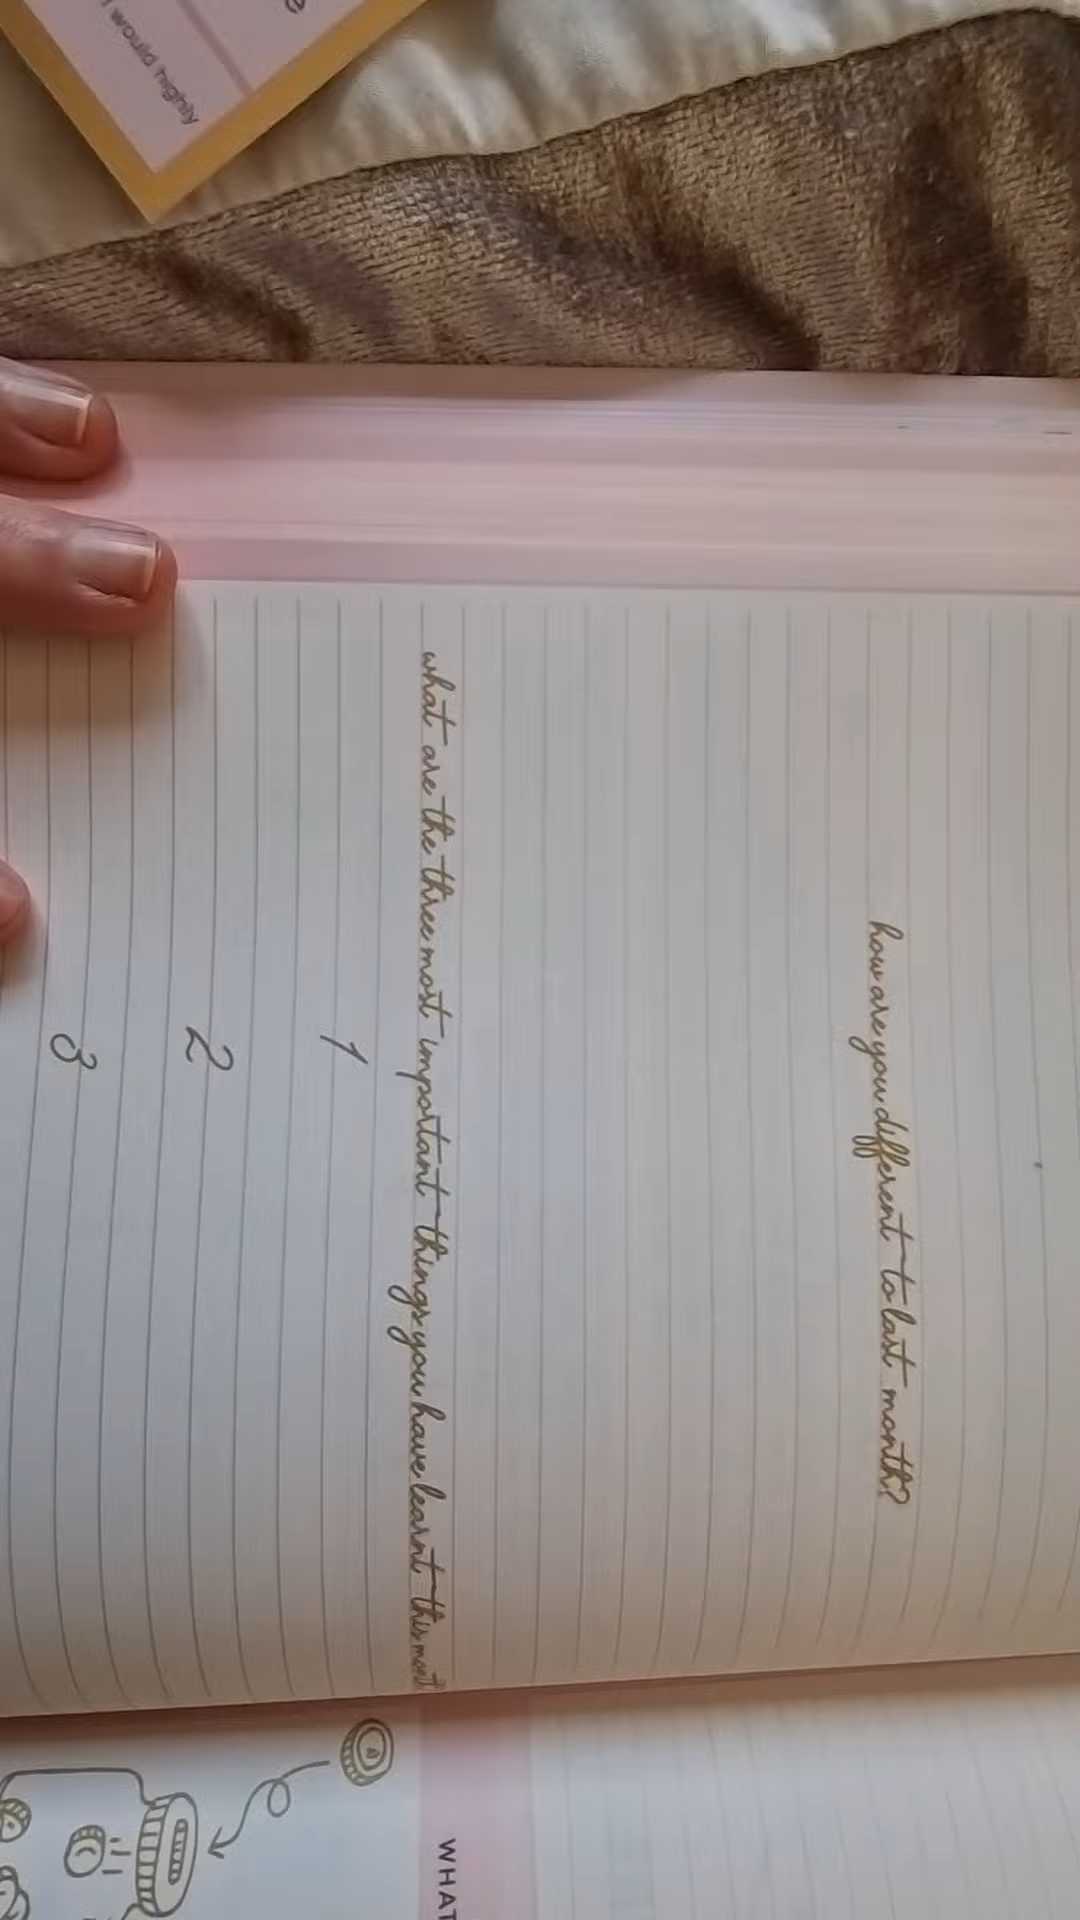 how are you different to last month?
what are the three most important things you have learnt this mont
1
2
3
WHAT
I would highly
e